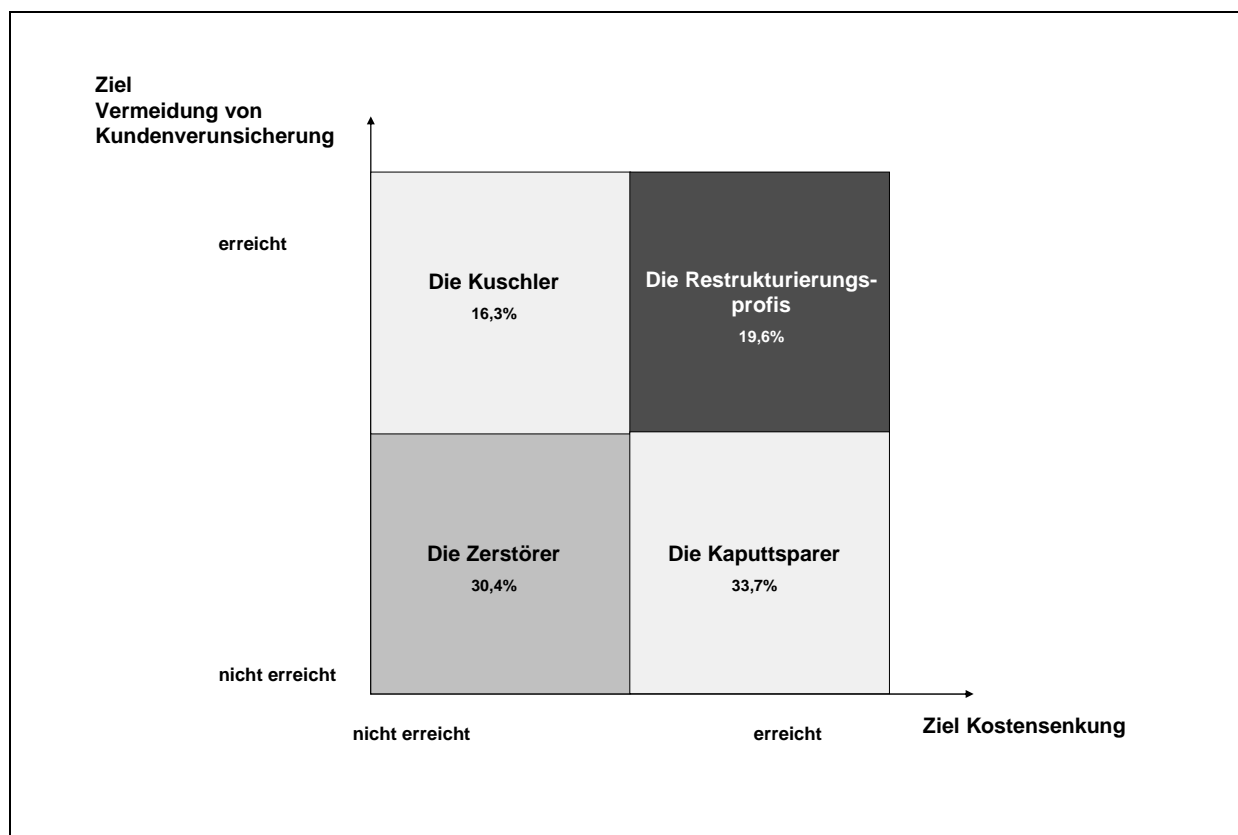 Ziel
Vermeidung von
Kundenverunsicherung
erreicht
Die Kuschler
16,3%
Die Restrukturierungs-
profis
19,6%
Die Zerstörer
30,4%
Die Kaputtsparer
33,7%
nicht erreicht
nicht erreicht
erreicht
Ziel Kostensenkung